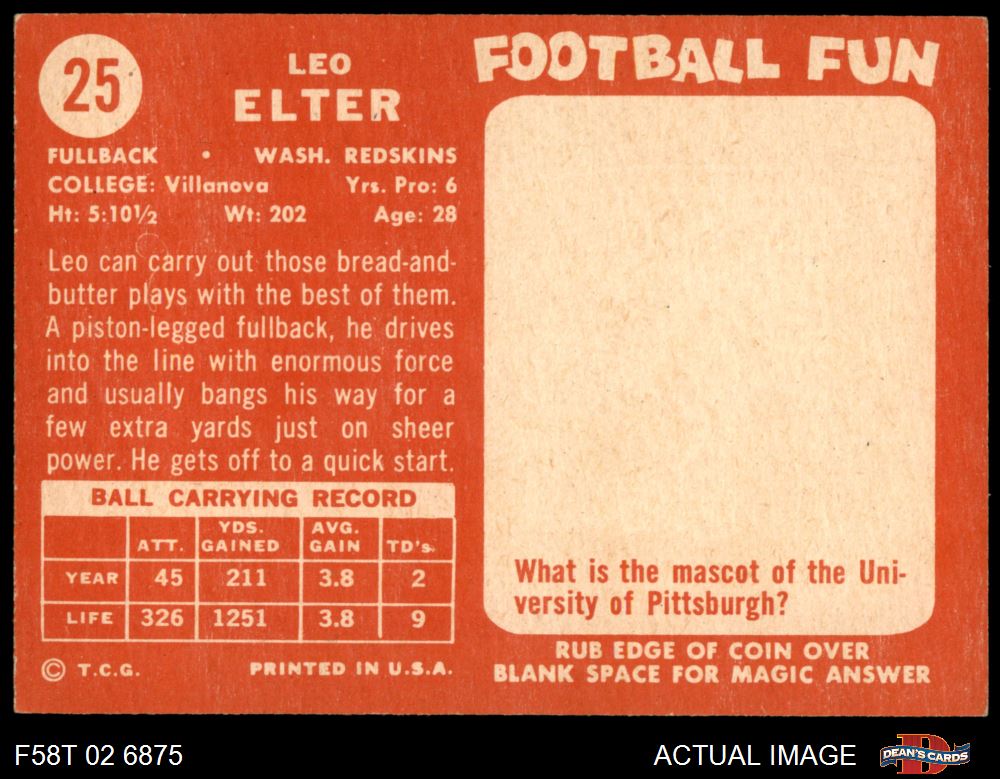 25
LEO
ELTER
FULLBACK • WASH. REDSKINS
COLLEGE: Villanova Yrs. Pro: 6
Ht: 5:10½ Wt: 202 Age: 28
Leo can carry out those bread-and-
butter plays with the best of them.
A piston-legged fullback, he drives
into the line with enormous force
and usually bangs his way for a
few extra yards just on sheer
power. He gets off to a quick start.
BALL CARRYING RECORD
ATT. YDS. GAINED AVG. GAIN TD's.
YEAR 45 211 3.8 2
LIFE 326 1251 3.8 9
© T.C.G. PRINTED IN U.S.A.
FOOTBALL FUN
What is the mascot of the Uni-
versity of Pittsburgh?
RUB EDGE OF COIN OVER
BLANK SPACE FOR MAGIC ANSWER
F58T 02 6875 ACTUAL IMAGE D DEAN'S CARDS